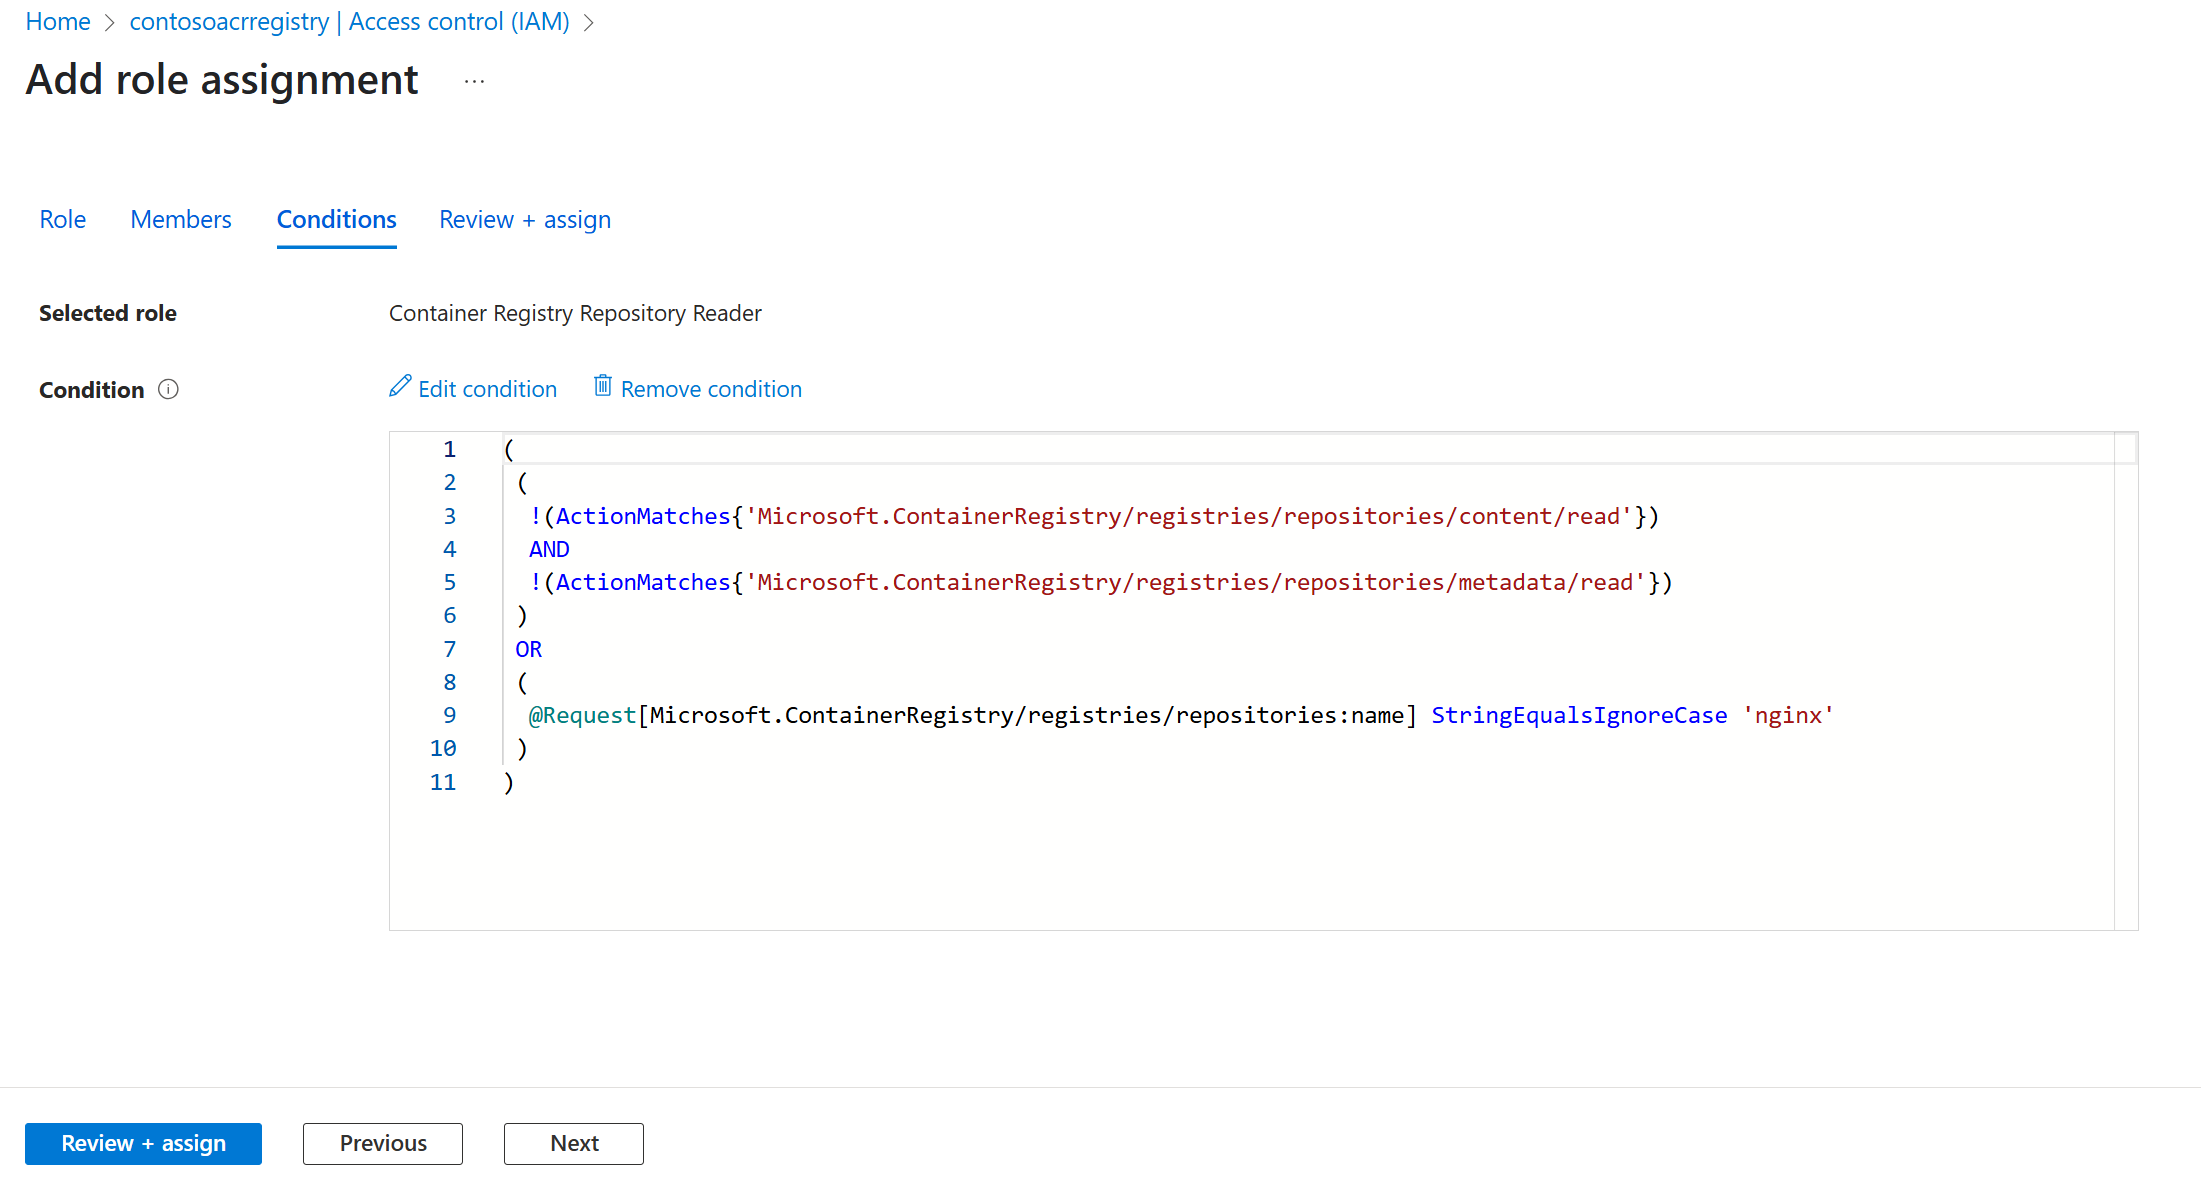 Home > contosoacrregistry | Access control (IAM) >
Add role assignment ...
Role Members Conditions Review + assign
Selected role Container Registry Repository Reader
Condition Edit condition Remove condition
1 (
2 (
3 !(ActionMatches{'Microsoft.ContainerRegistry/registries/repositories/content/read'})
4 AND
5 !(ActionMatches{'Microsoft.ContainerRegistry/registries/repositories/metadata/read'})
6 )
7 OR
8 (
9 @Request[Microsoft.ContainerRegistry/registries/repositories:name] StringEqualsIgnoreCase 'nginx'
10 )
11 )
Review + assign Previous Next